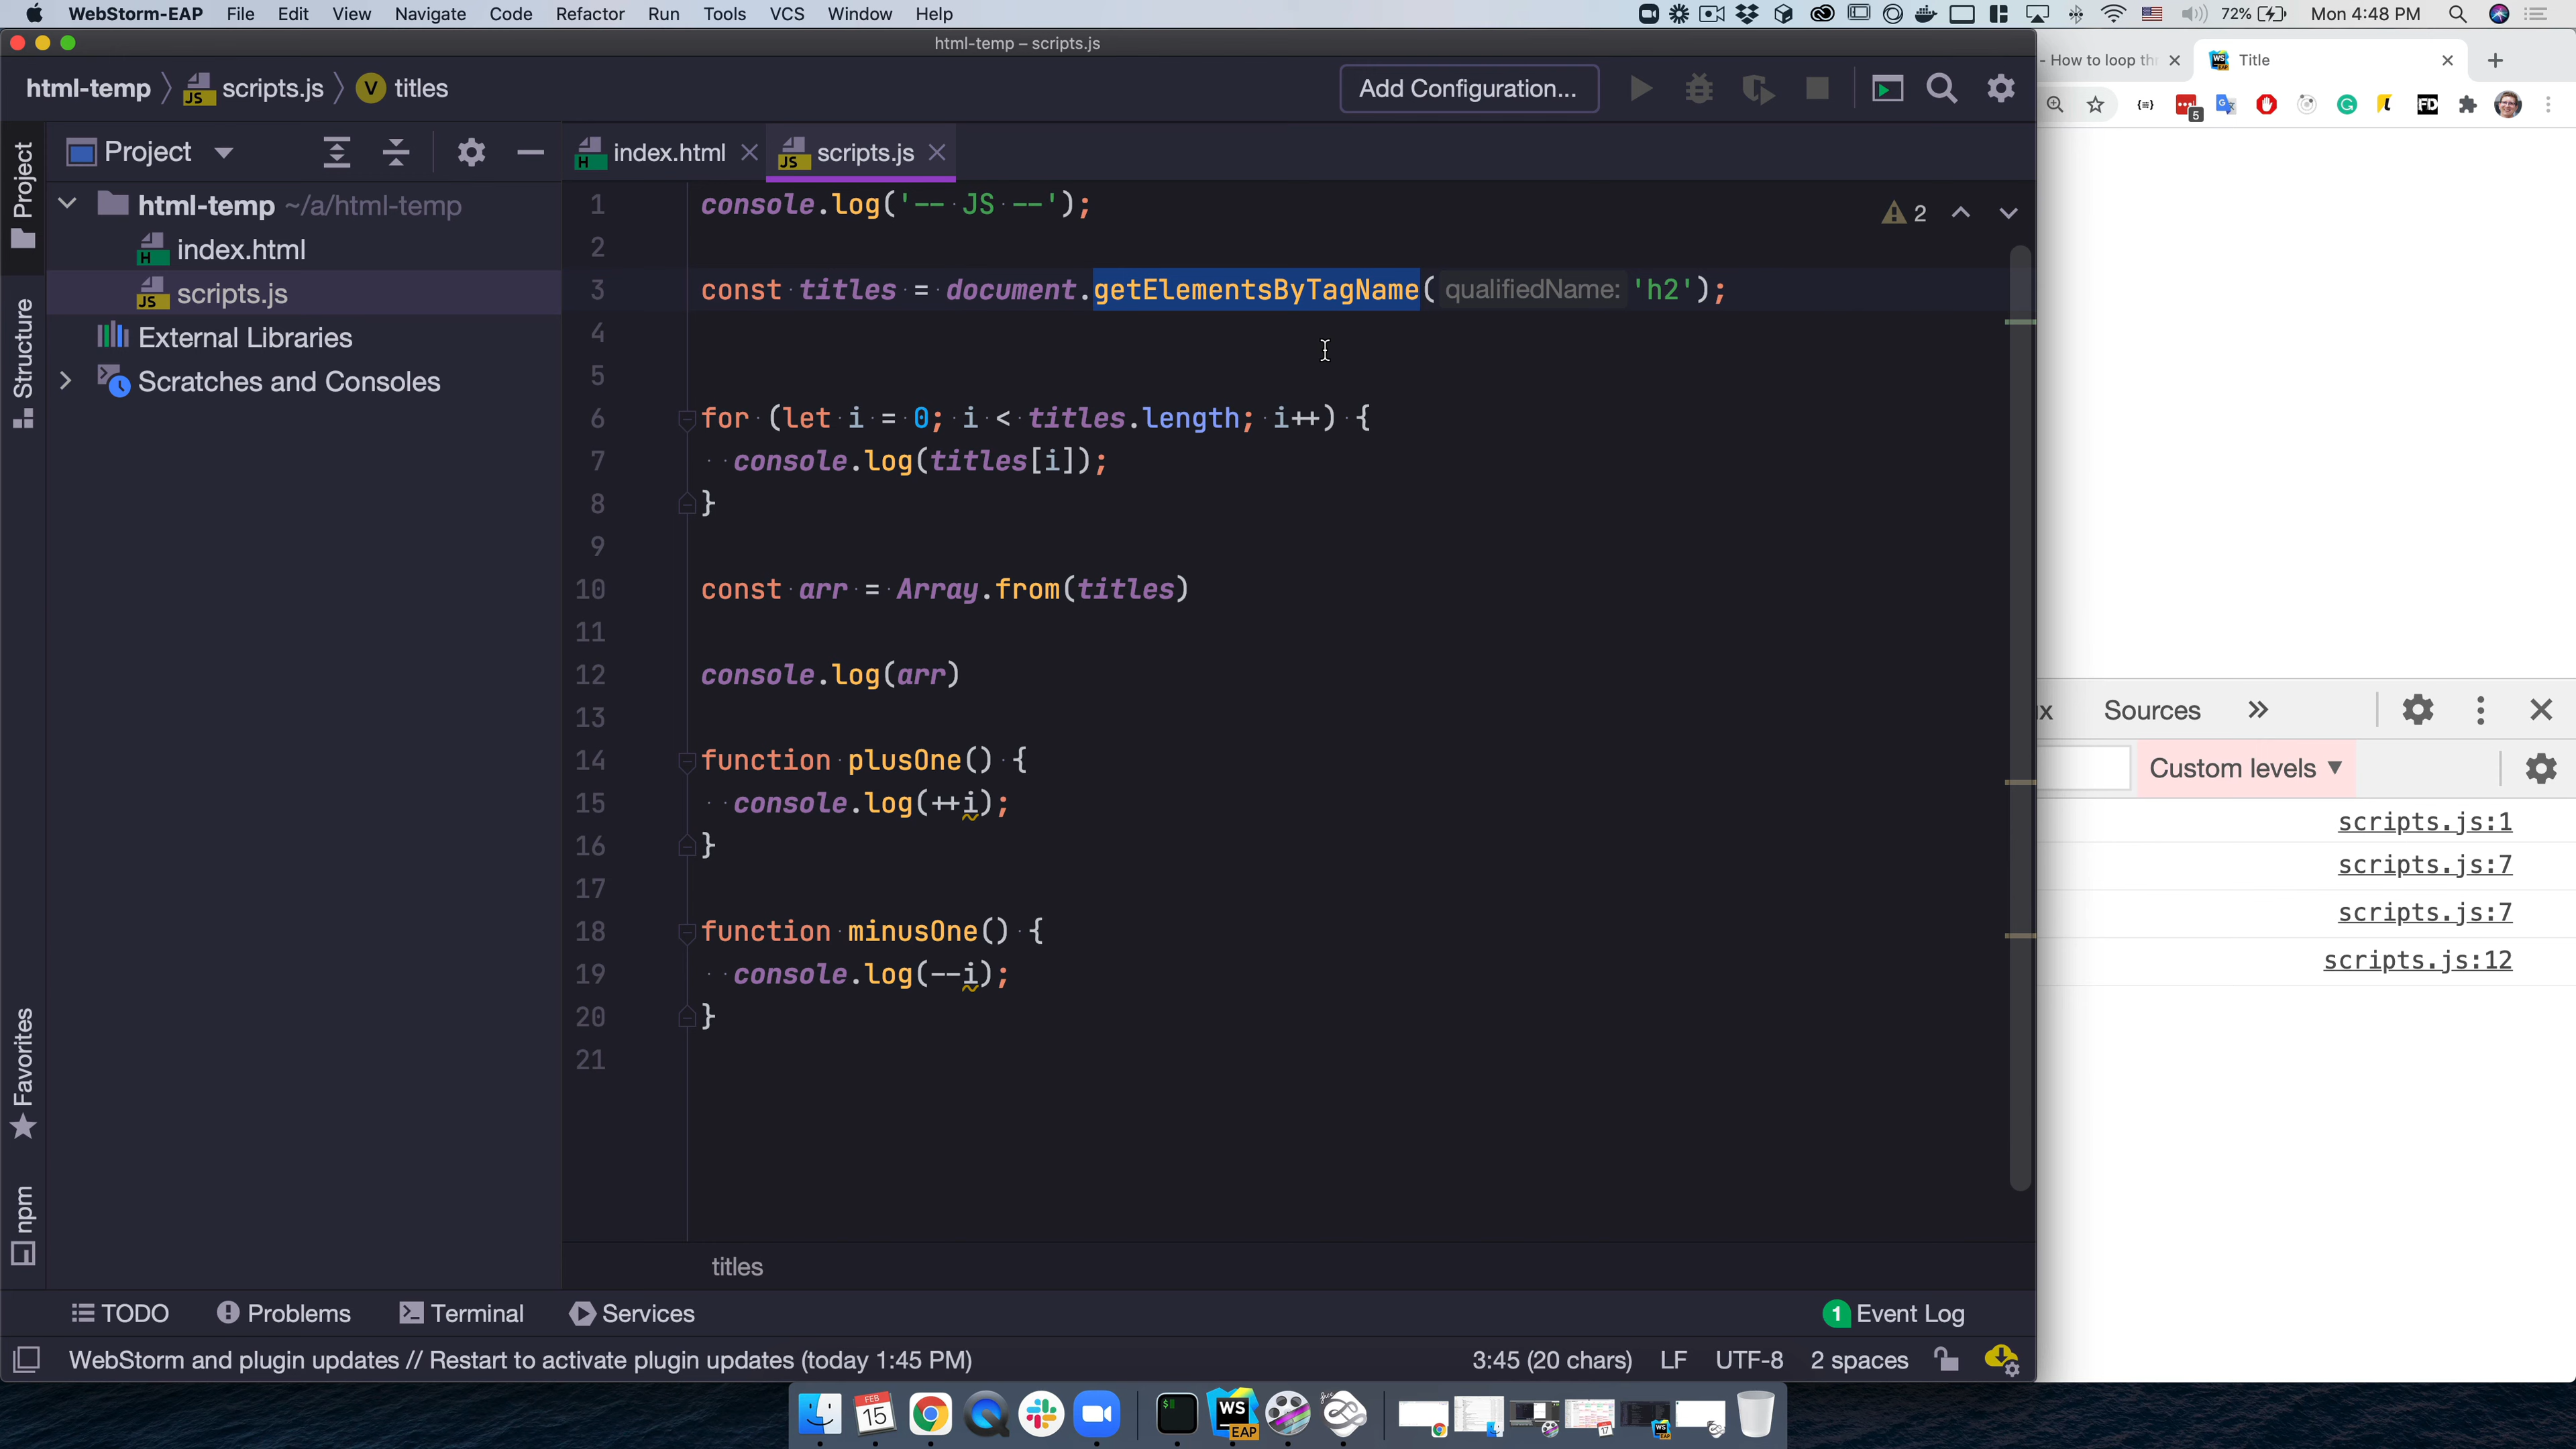 WebStorm-EAP File Edit View Navigate Code Refactor Run Tools VCS Window Help 72% Mon 4:48 PM
html-temp – scripts.js
- How to loop th Title
html-temp scripts.js titles Add Configuration...
Project
index.html scripts.js
html-temp ~/a/html-temp
index.html
scripts.js
External Libraries
Scratches and Consoles
Project
Structure
Favorites
npm
2
1 console.log('-- JS --');
2
3 const titles = document.getElementsByTagName( qualifiedName: 'h2');
4
5
6 for (let i = 0; i < titles.length; i++) {
7 console.log(titles[i]);
8 }
9
10 const arr = Array.from(titles)
11
12 console.log(arr)
13
14 function plusOne() {
15 console.log(++i);
16 }
17
18 function minusOne() {
19 console.log(--i);
20 }
21
titles
TODO Problems Terminal Services 1 Event Log
WebStorm and plugin updates // Restart to activate plugin updates (today 1:45 PM) 3:45 (20 chars) LF UTF-8 2 spaces
5
x Sources
Custom levels ▼
scripts.js:1
scripts.js:7
scripts.js:7
scripts.js:12
FEB
15
WS
EAP